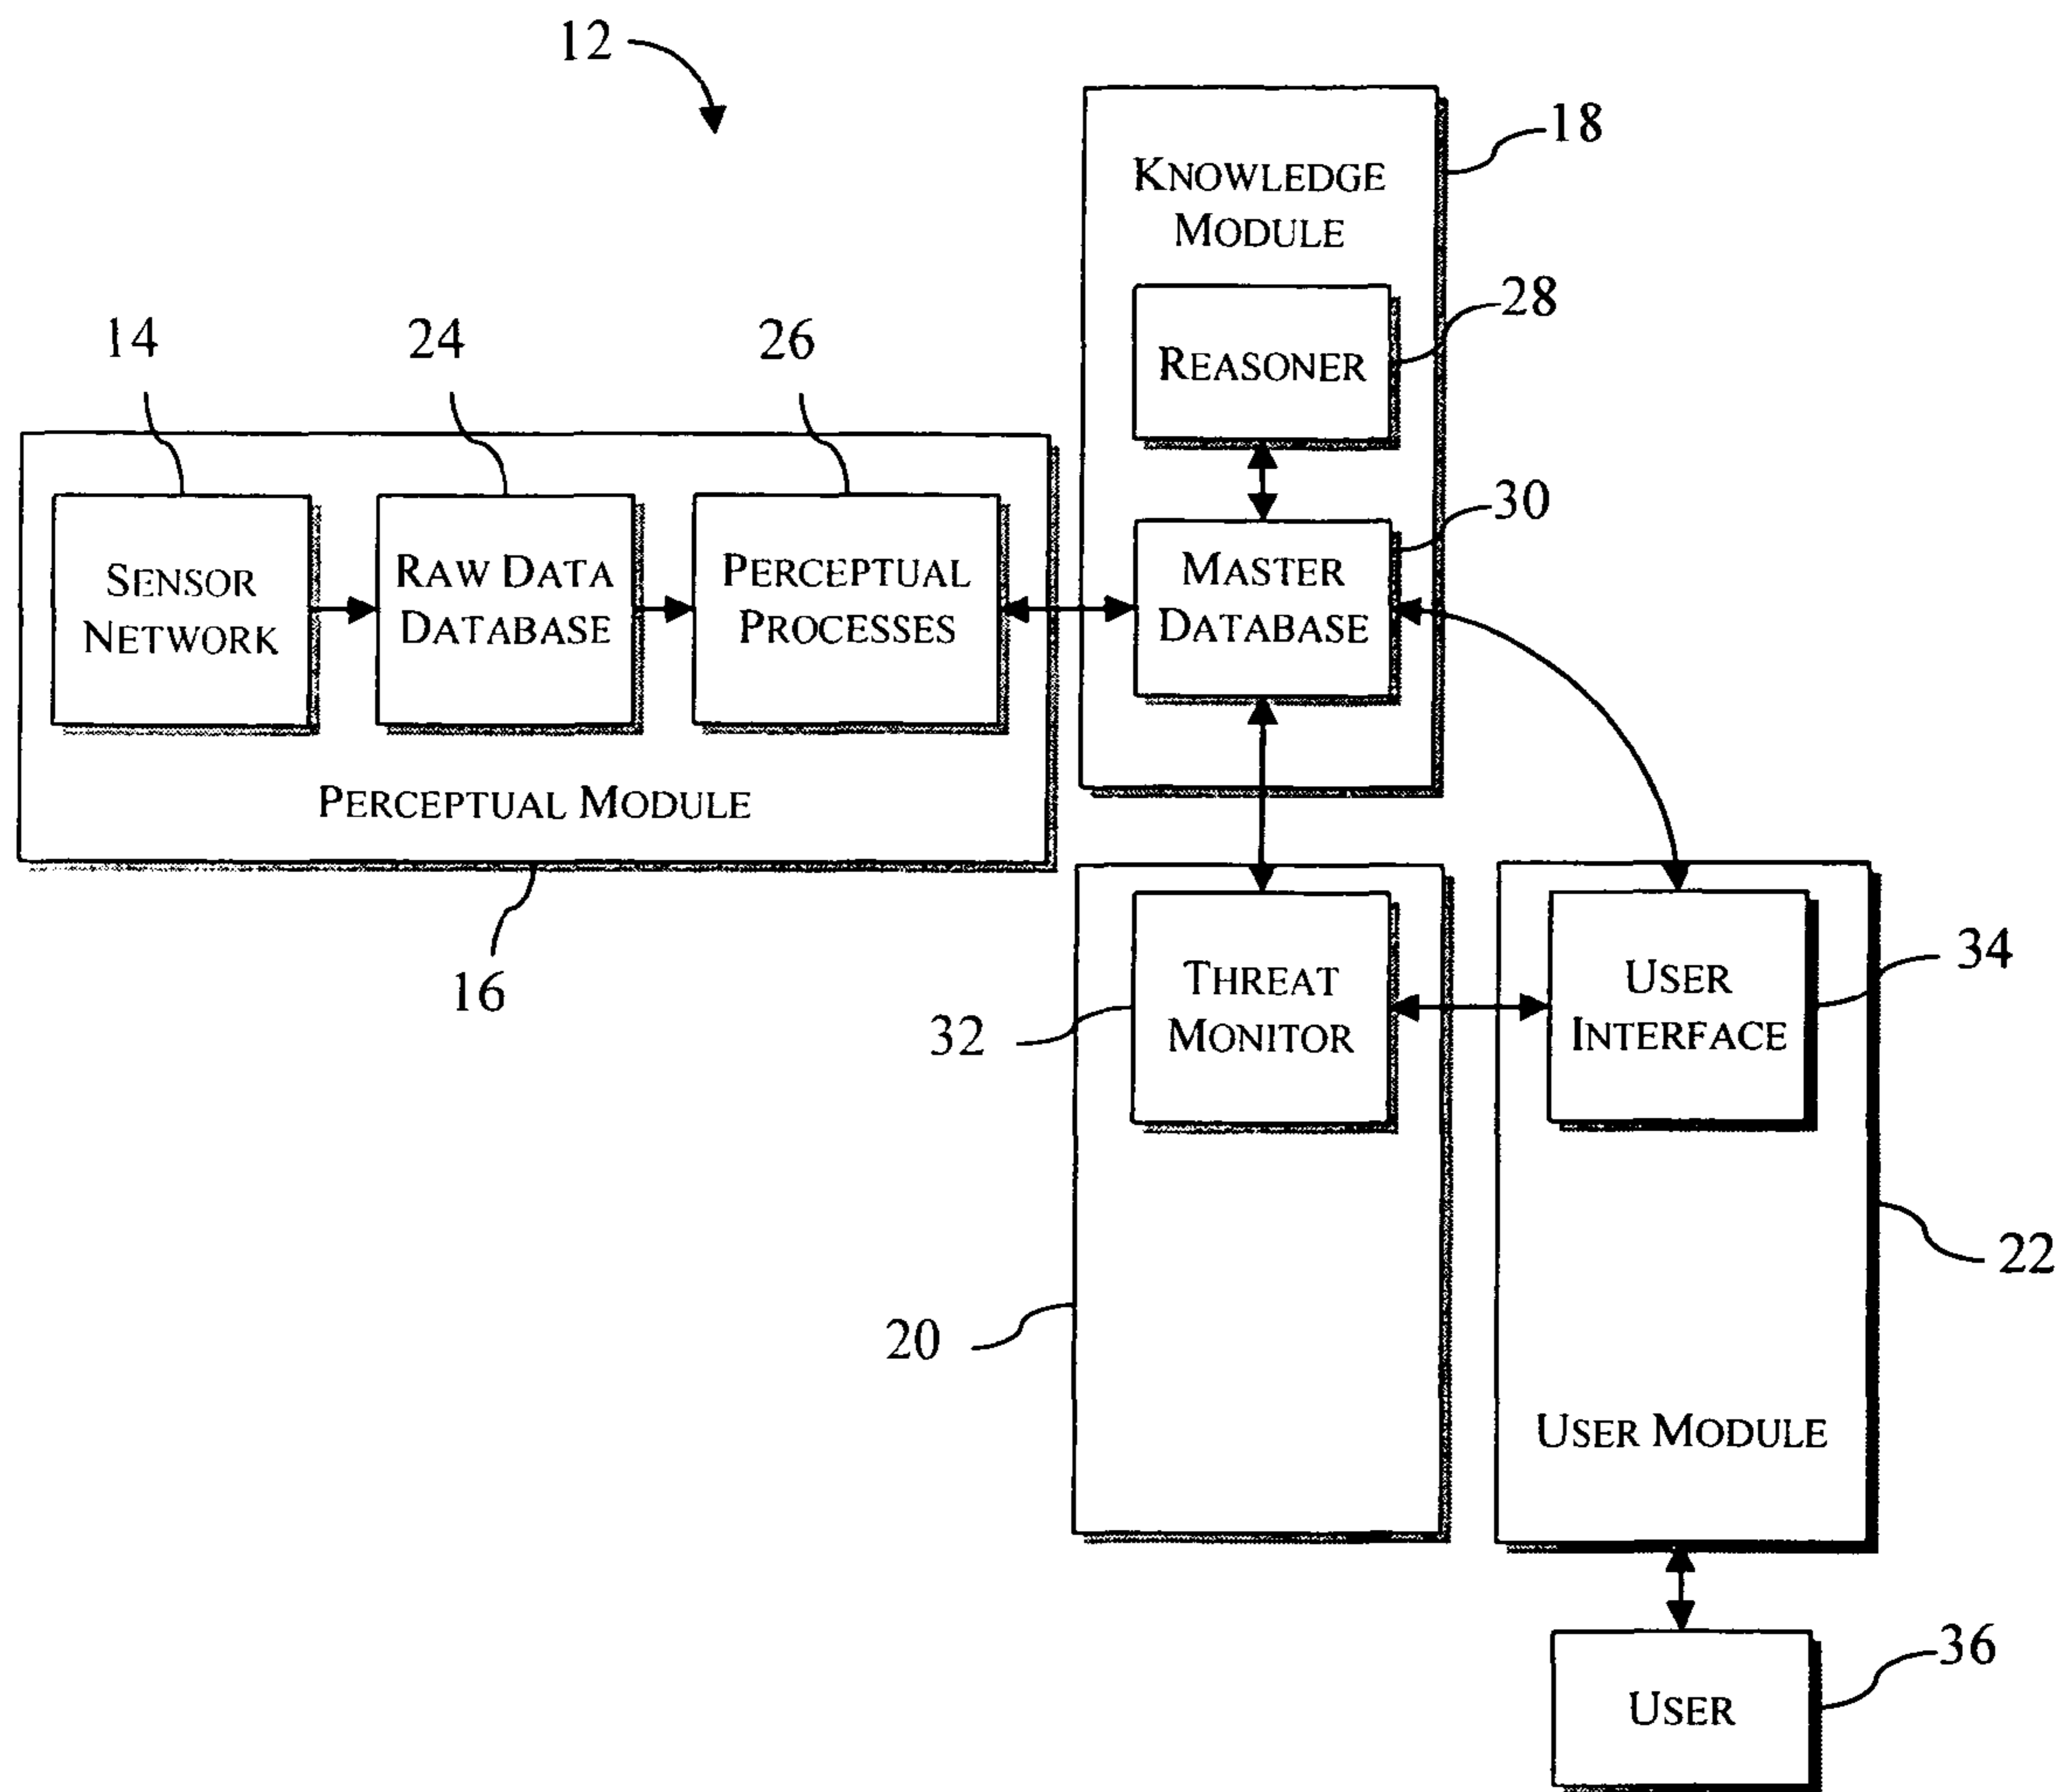 12
18
KNOWLEDGE
MODULE
28
REASONER
14
24
26
30
SENSOR
NETWORK
RAW DATA
DATABASE
PERCEPTUAL
PROCESSES
MASTER
DATABASE
PERCEPTUAL MODULE
16
32
THREAT
MONITOR
USER
INTERFACE
34
20
22
USER MODULE
36
USER